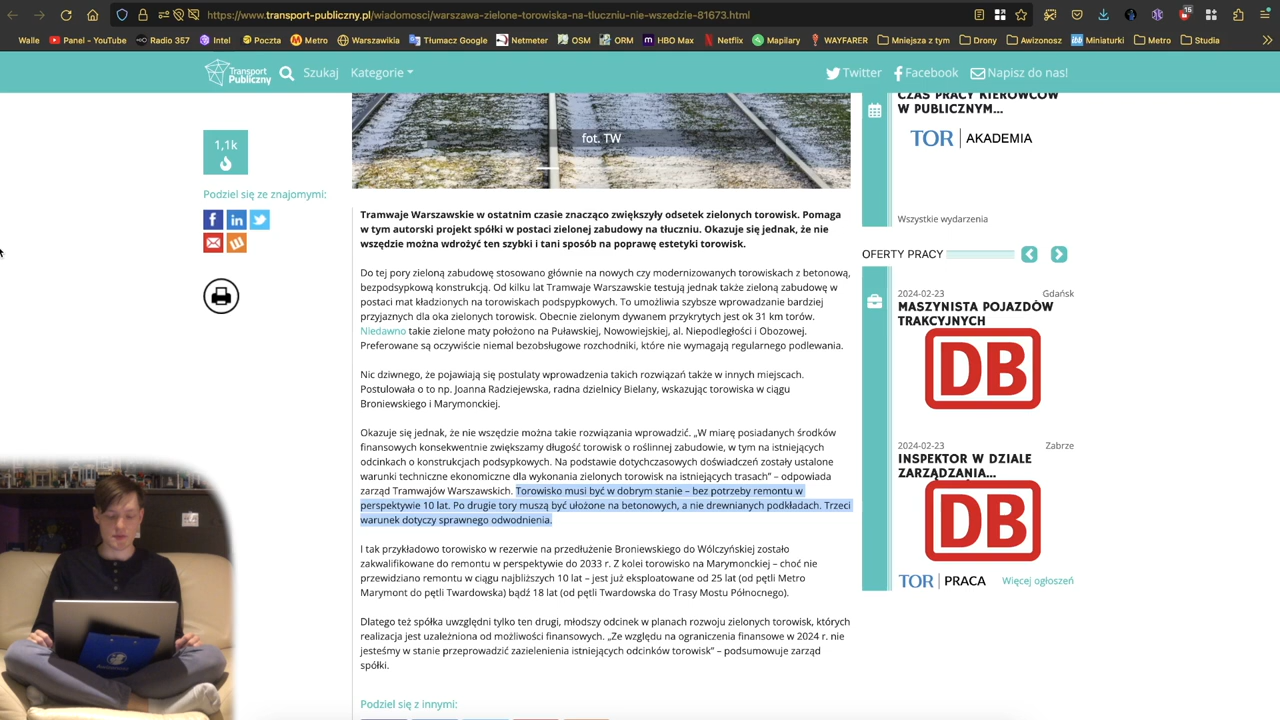 https://www.transport-publiczny.pl/wiadomosci/warszawa-zielone-torowiska-na-tluczniu-nie-wszedzie-81673.html
15
Walle
Panel - YouTube
Radio 357
Intel
Poczta
Metro
Warszawikia
Tłumacz Google
Netmeter
OSM
ORM
HBO Max
Netflix
Mapilary
WAYFARER
Mniejsza z tym
Drony
Awizonosz
Miniaturki
Metro
Studia
Transport Publiczny
Szukaj
Kategorie
Twitter
Facebook
Napisz do nas!
1,1k
Podziel się ze znajomymi:
fot. TW
Tramwaje Warszawskie w ostatnim czasie znacząco zwiększyły odsetek zielonych torowisk. Pomaga
w tym autorski projekt spółki w postaci zielonej zabudowy na tłuczniu. Okazuje się jednak, że nie
wszędzie można wdrożyć ten szybki i tani sposób na poprawę estetyki torowisk.
Do tej pory zieloną zabudowę stosowano głównie na nowych czy modernizowanych torowiskach z betonową,
bezpodsypkową konstrukcją. Od kilku lat Tramwaje Warszawskie testują jednak także zieloną zabudowę w
postaci mat kładzionych na torowiskach podspypkowych. To umożliwia szybsze wprowadzanie bardziej
przyjaznych dla oka zielonych torowisk. Obecnie zielonym dywanem przykrytych jest ok 31 km torów.
Niedawno takie zielone maty położono na Puławskiej, Nowowiejskiej, al. Niepodległości i Obozowej.
Preferowane są oczywiście niemal bezobsługowe rozchodniki, które nie wymagają regularnego podlewania.
Nic dziwnego, że pojawiają się postulaty wprowadzenia takich rozwiązań także w innych miejscach.
Postulowała o to np. Joanna Radziejewska, radna dzielnicy Bielany, wskazując torowiska w ciągu
Broniewskiego i Marymonckiej.
Okazuje się jednak, że nie wszędzie można takie rozwiązania wprowadzić. „W miarę posiadanych środków
finansowych konsekwentnie zwiększamy długość torowisk o roślinnej zabudowie, w tym na istniejących
odcinkach o konstrukcjach podsypkowych. Na podstawie dotychczasowych doświadczeń zostały ustalone
warunki techniczne ekonomiczne dla wykonania zielonych torowisk na istniejących trasach” – odpowiada
zarząd Tramwajów Warszawskich. Torowisko musi być w dobrym stanie – bez potrzeby remontu w
perspektywie 10 lat. Po drugie tory muszą być ułożone na betonowych, a nie drewnianych podkładach. Trzeci
warunek dotyczy sprawnego odwodnienia.
I tak przykładowo torowisko w rezerwie na przedłużenie Broniewskiego do Wólczyńskiej zostało
zakwalifikowane do remontu w perspektywie do 2033 r. Z kolei torowisko na Marymonckiej – choć nie
przewidziano remontu w ciągu najbliższych 10 lat – jest już eksploatowane od 25 lat (od pętli Metro
Marymont do pętli Twardowska) bądź 18 lat (od pętli Twardowska do Trasy Mostu Północnego).
Dlatego też spółka uwzględni tylko ten drugi, młodszy odcinek w planach rozwoju zielonych torowisk, których
realizacja jest uzależniona od możliwości finansowych. „Ze względu na ograniczenia finansowe w 2024 r. nie
jesteśmy w stanie przeprowadzić zazielenienia istniejących odcinków torowisk” – podsumowuje zarząd
spółki.
Podziel się z innymi:
CZAS PRACY KIEROWCÓW
W PUBLICZNYM...
TOR AKADEMIA
Wszystkie wydarzenia
OFERTY PRACY
2024-02-23 Gdańsk
MASZYNISTA POJAZDÓW
TRAKCYJNYCH
DB
2024-02-23 Zabrze
INSPEKTOR W DZIALE
ZARZĄDZANIA...
DB
TOR PRACA
Więcej ogłoszeń